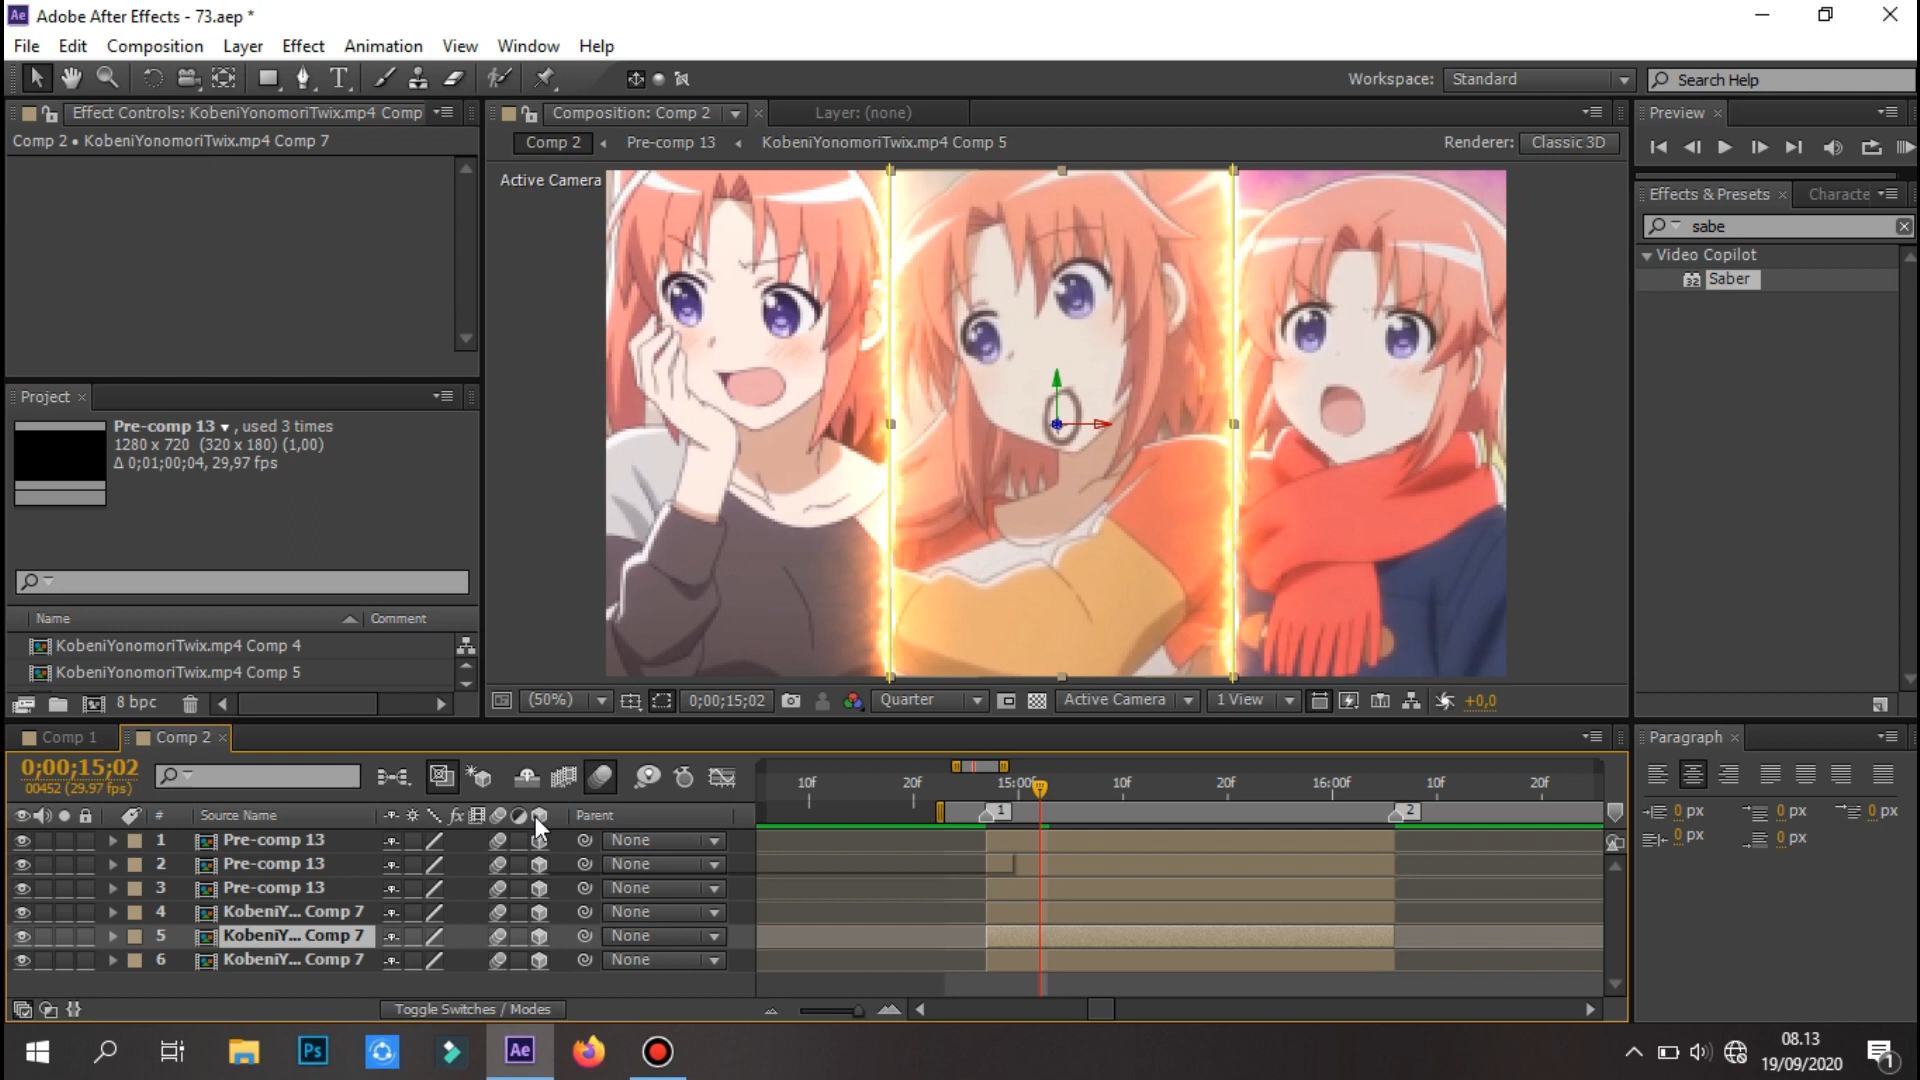 Ae Adobe After Effects - 73.aep *
File Edit Composition Layer Effect Animation View Window Help
Workspace: Standard Search Help
Effect Controls: KobeniYonomoriTwix.mp4 Comp
Comp 2 • KobeniYonomoriTwix.mp4 Comp 7
Composition: Comp 2 Layer: (none)
Comp 2 Pre-comp 13 KobeniYonomoriTwix.mp4 Comp 5 Renderer: Classic 3D
Active Camera
Preview
Effects & Presets Characte
sabe
Video Copilot
32 Saber
Project
Pre-comp 13 , used 3 times
1280 x 720 (320 x 180) (1,00)
Δ 0;01;00;04, 29,97 fps
Name Comment
KobeniYonomoriTwix.mp4 Comp 4
KobeniYonomoriTwix.mp4 Comp 5
8 bpc
(50%) 0;00;15;02 Quarter Active Camera 1 View +0,0
Comp 1 Comp 2
0;00;15;02
00452 (29.97 fps)
10f 20f 15:00f 10f 20f 16:00f 10f 20f
# Source Name fx Parent
1 2
1 Pre-comp 13 None
2 Pre-comp 13 None
3 Pre-comp 13 None
4 KobeniY... Comp 7 None
5 KobeniY... Comp 7 None
6 KobeniY... Comp 7 None
Toggle Switches / Modes
Paragraph
0 px 0 px 0 px
0 px 0 px
Ps Ae
08.13
19/09/2020
1